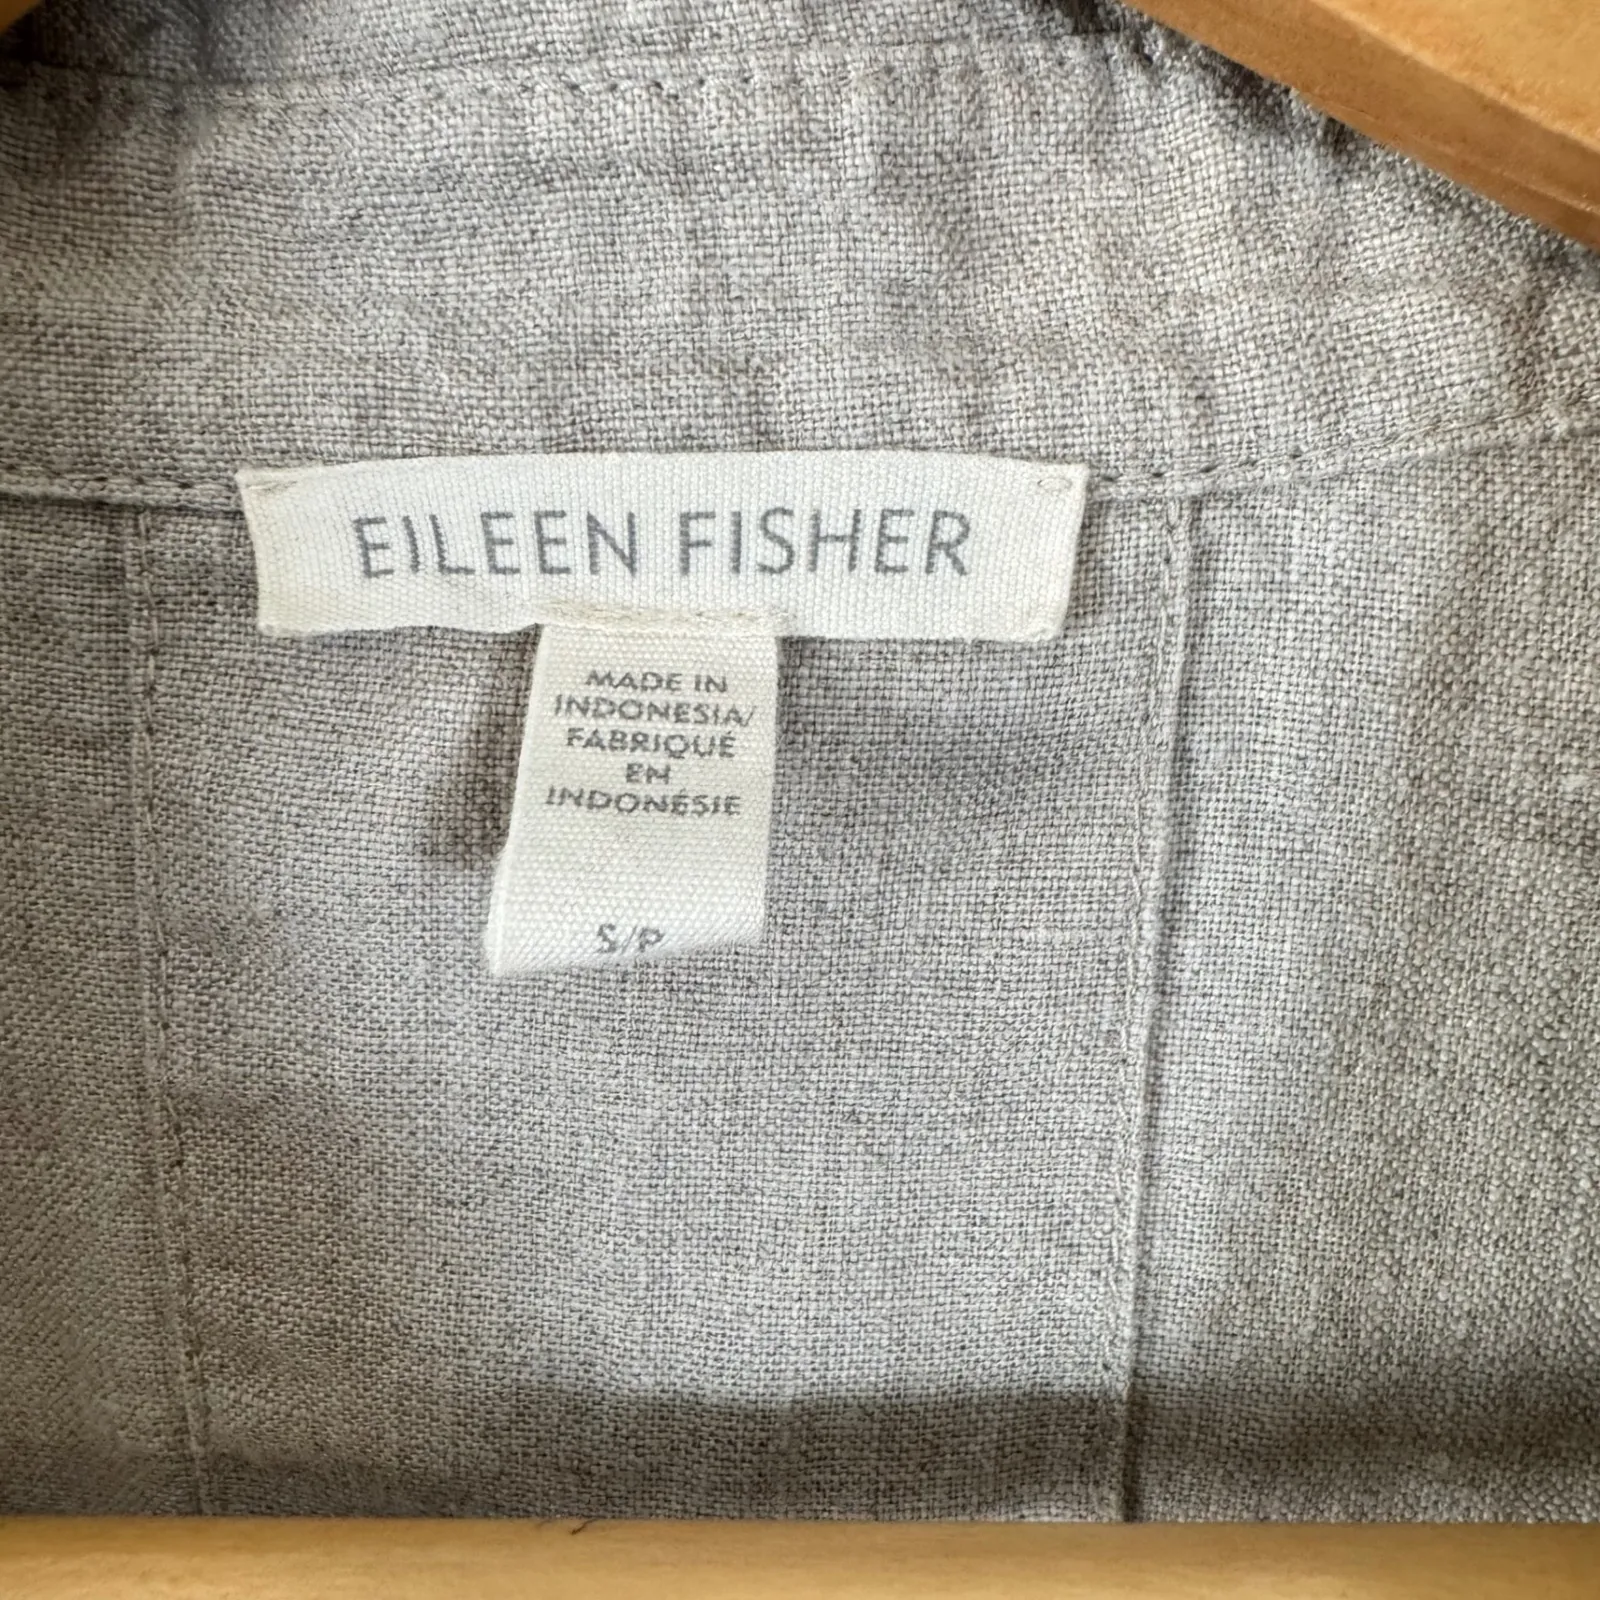 EILEEN FISHER
MADE IN
INDONESIA/
FABRIQUÉ
EN
INDONÉSIE
S/P